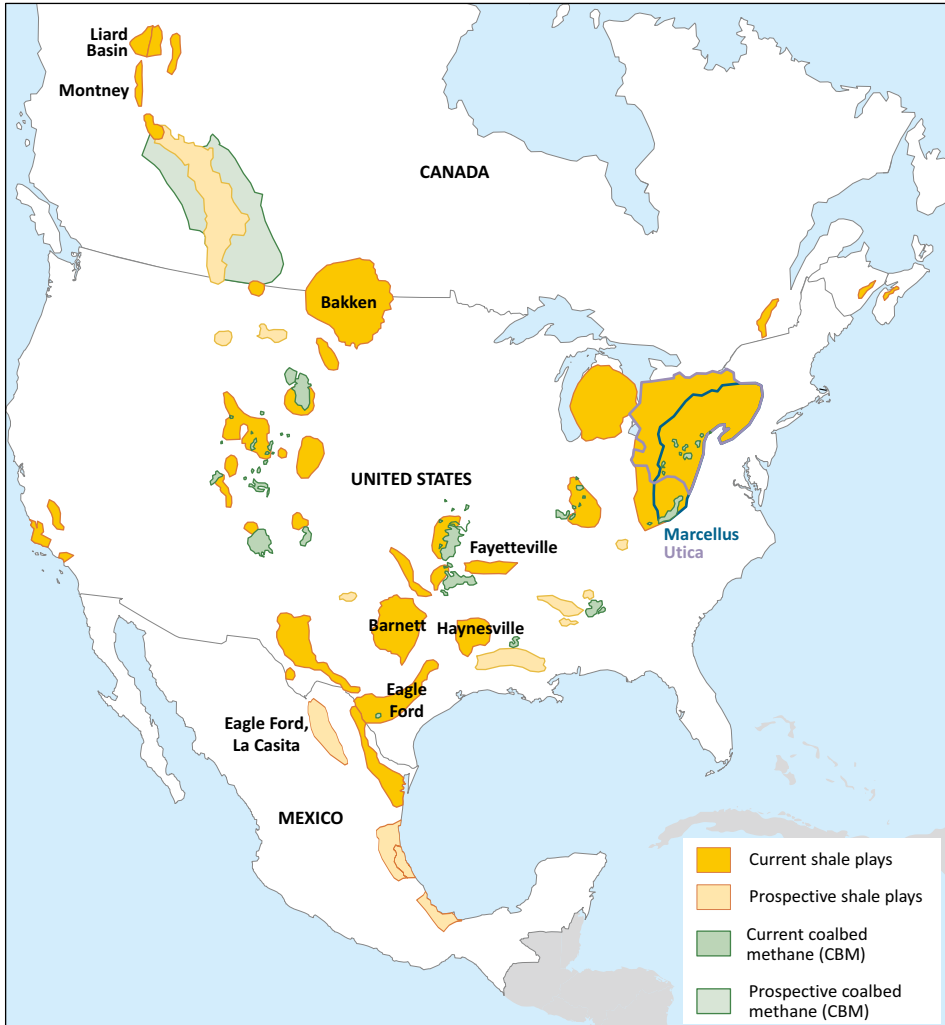 Liard
Basin
Montney
CANADA
Bakken
UNITED STATES
Fayetteville
Marcellus
Utica
Barnett
Haynesville
Eagle
Ford
Eagle Ford,
La Casita
MEXICO
Current shale plays
Prospective shale plays
Current coalbed
methane (CBM)
Prospective coalbed
methane (CBM)